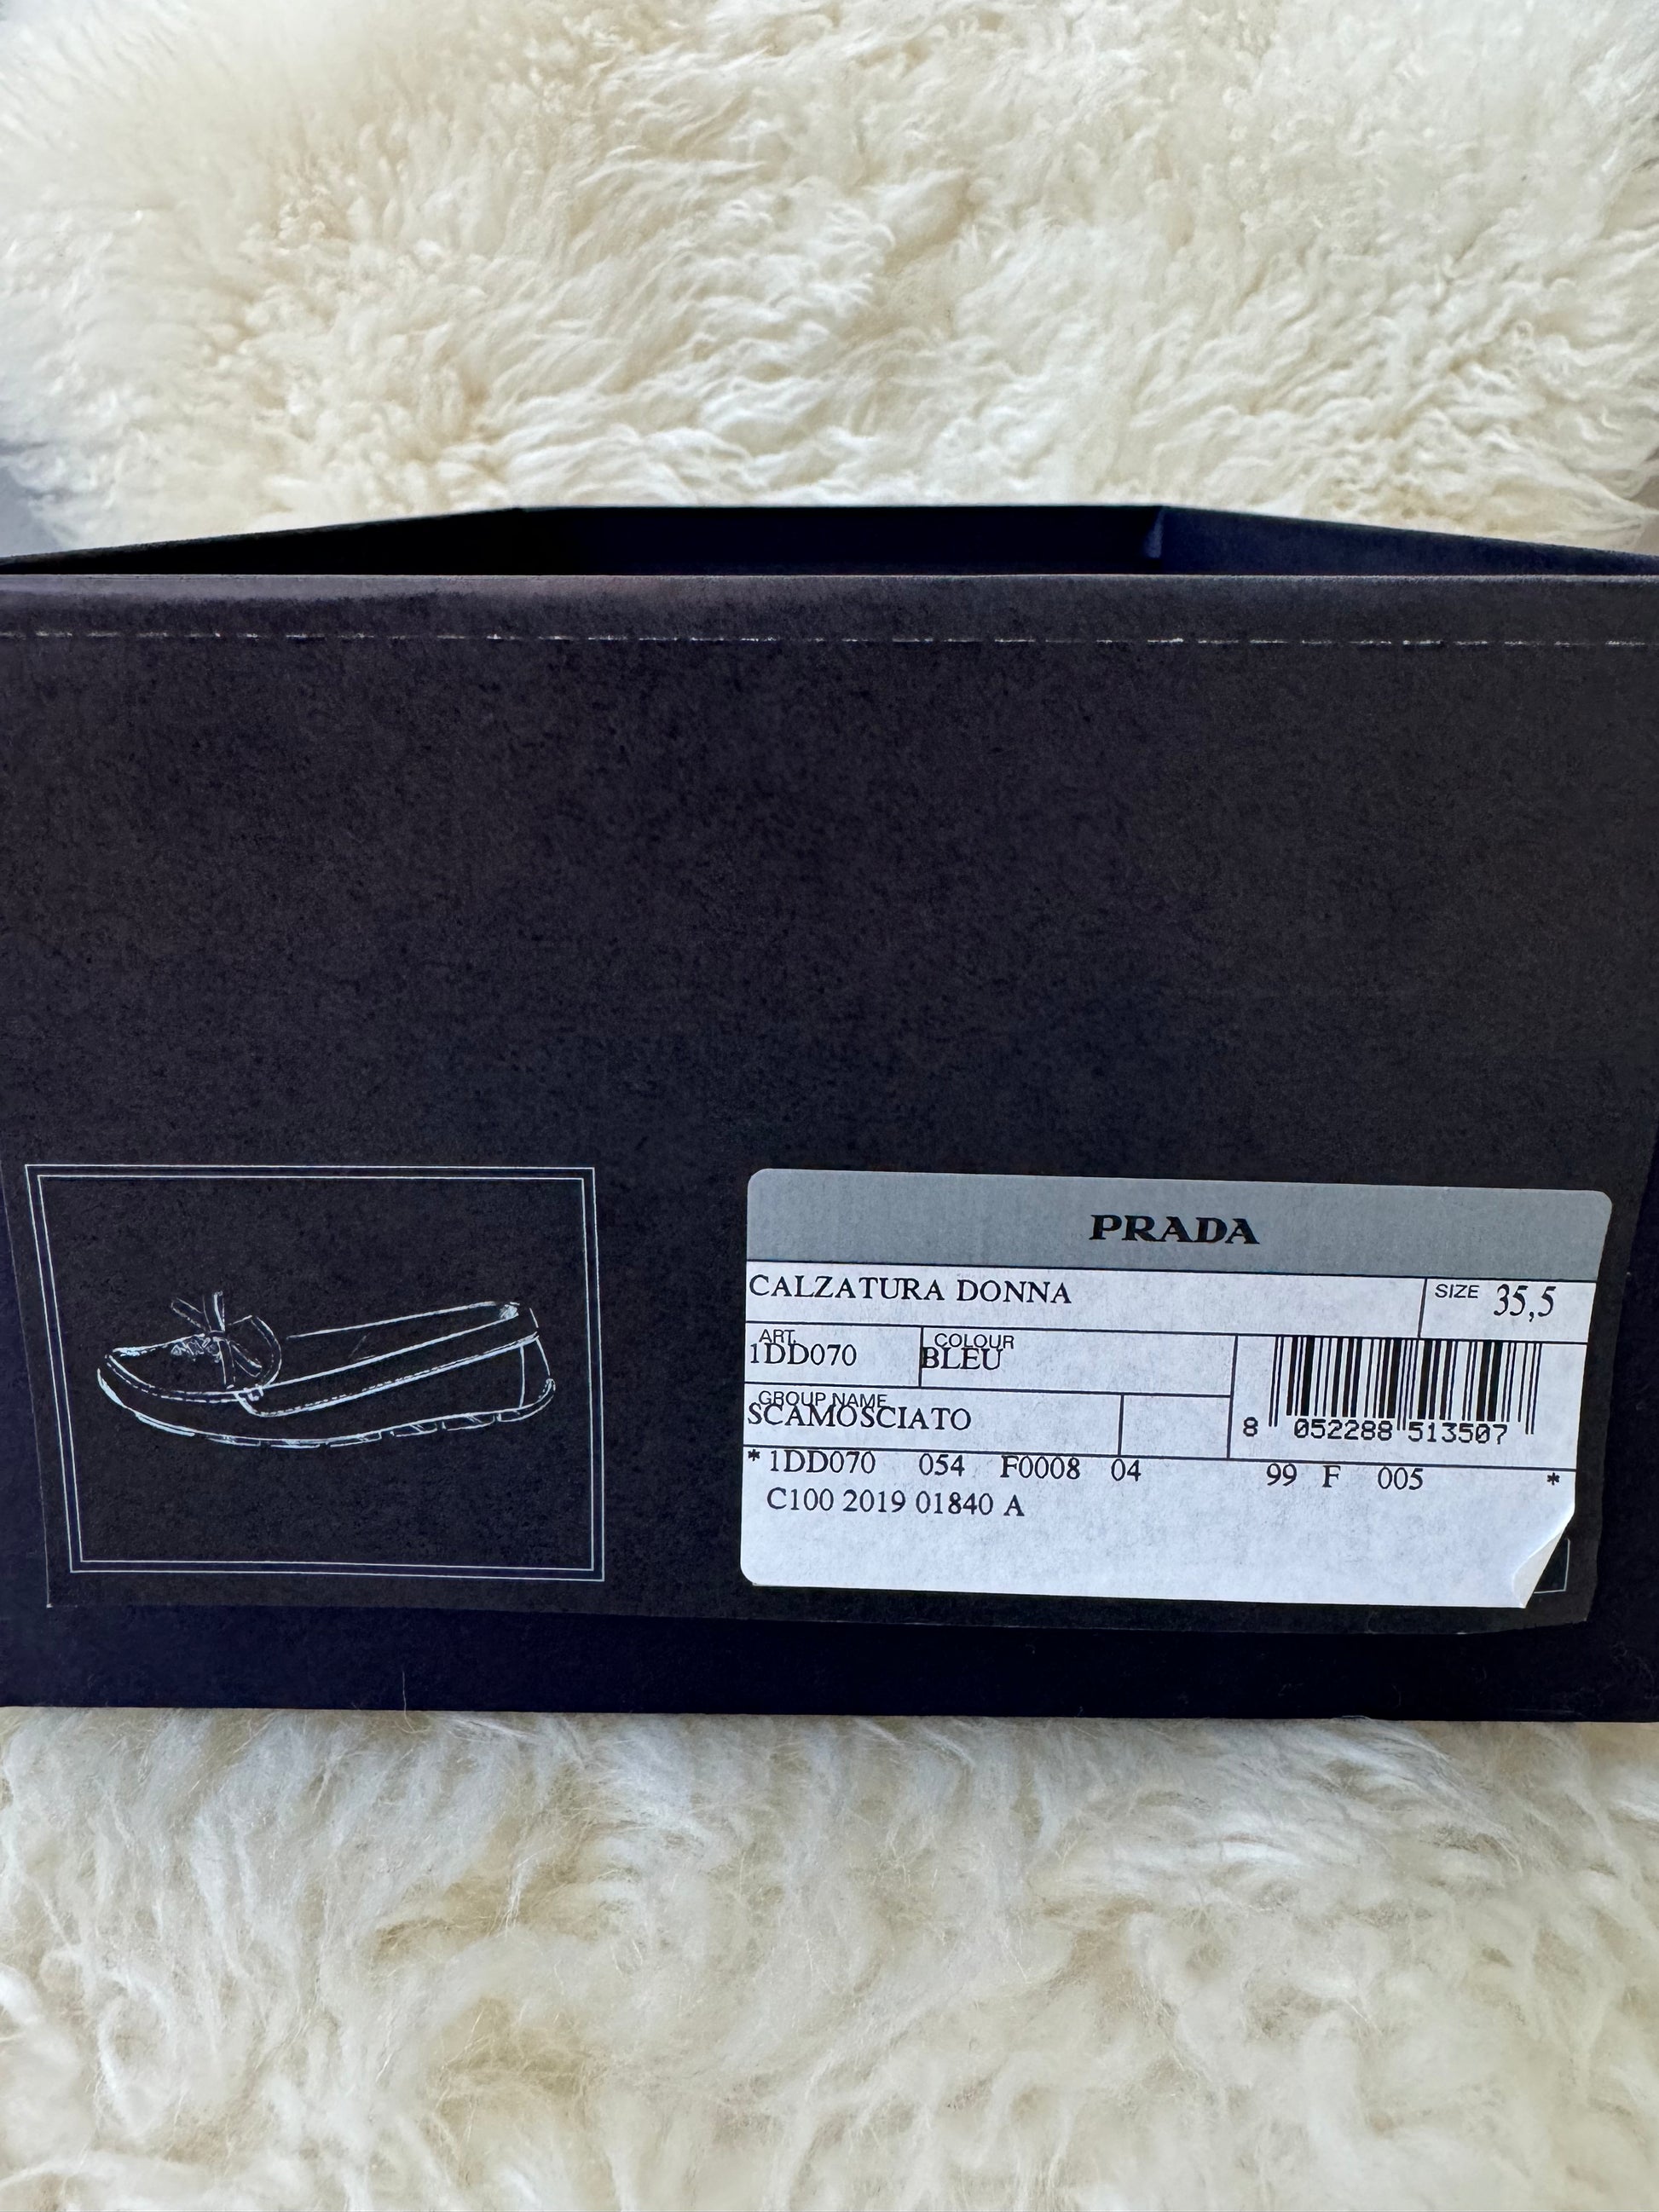 PRADA
CALZATURA DONNA
SIZE 35,5
ART. COLOUR
1DD070 BLEU
GROUP NAME
SCAMOSCIATO
8 052288 513507
* 1DD070 054 F0008 04 99 F 005 *
C100 2019 01840 A